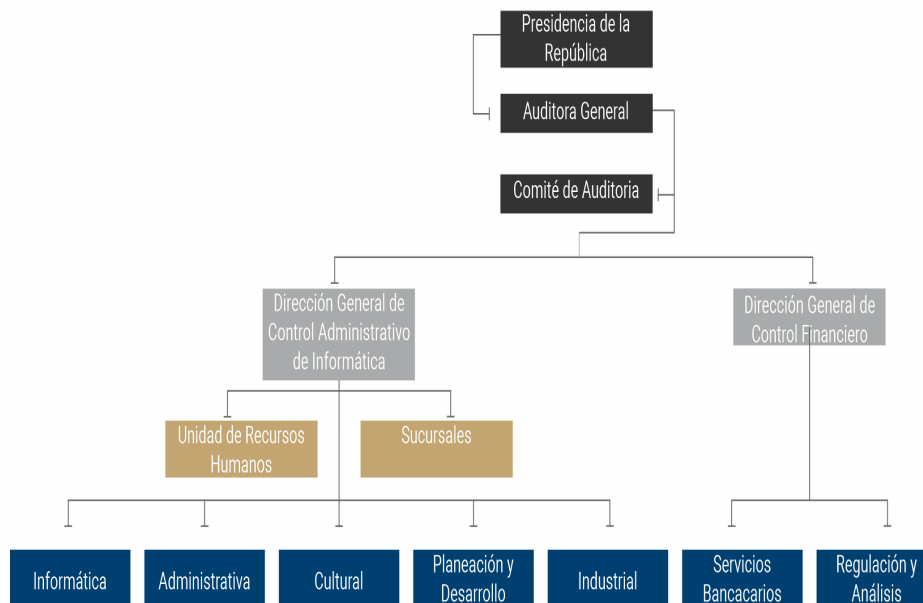 Presidencia de la
República
Auditora General
Comité de Auditoria
Dirección General de
Control Administrativo
de Informática
Dirección General de
Control Financiero
Unidad de Recursos
Humanos
Sucursales
Informática
Administrativa
Cultural
Planeación y
Desarrollo
Industrial
Servicios
Bancacarios
Regulación y
Análisis